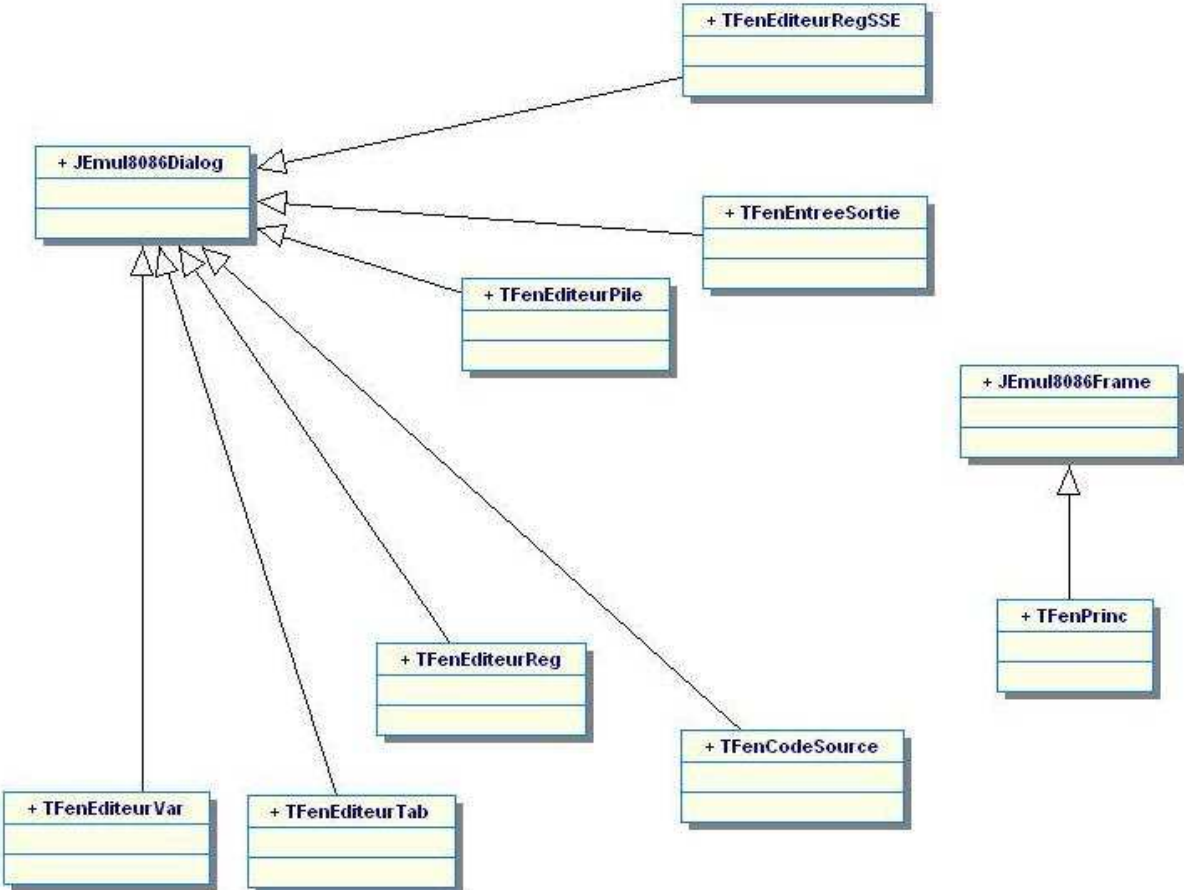 + TFenEditeurRegSSE
+ JEmul8086Dialog
+ TFenEntreeSortie
+ TFenEditeurPile
+ JEmul8086Frame
+ TFenPrinc
+ TFenEditeurReg
+ TFenCodeSource
+ TFenEditeurVar
+ TFenEditeurTab